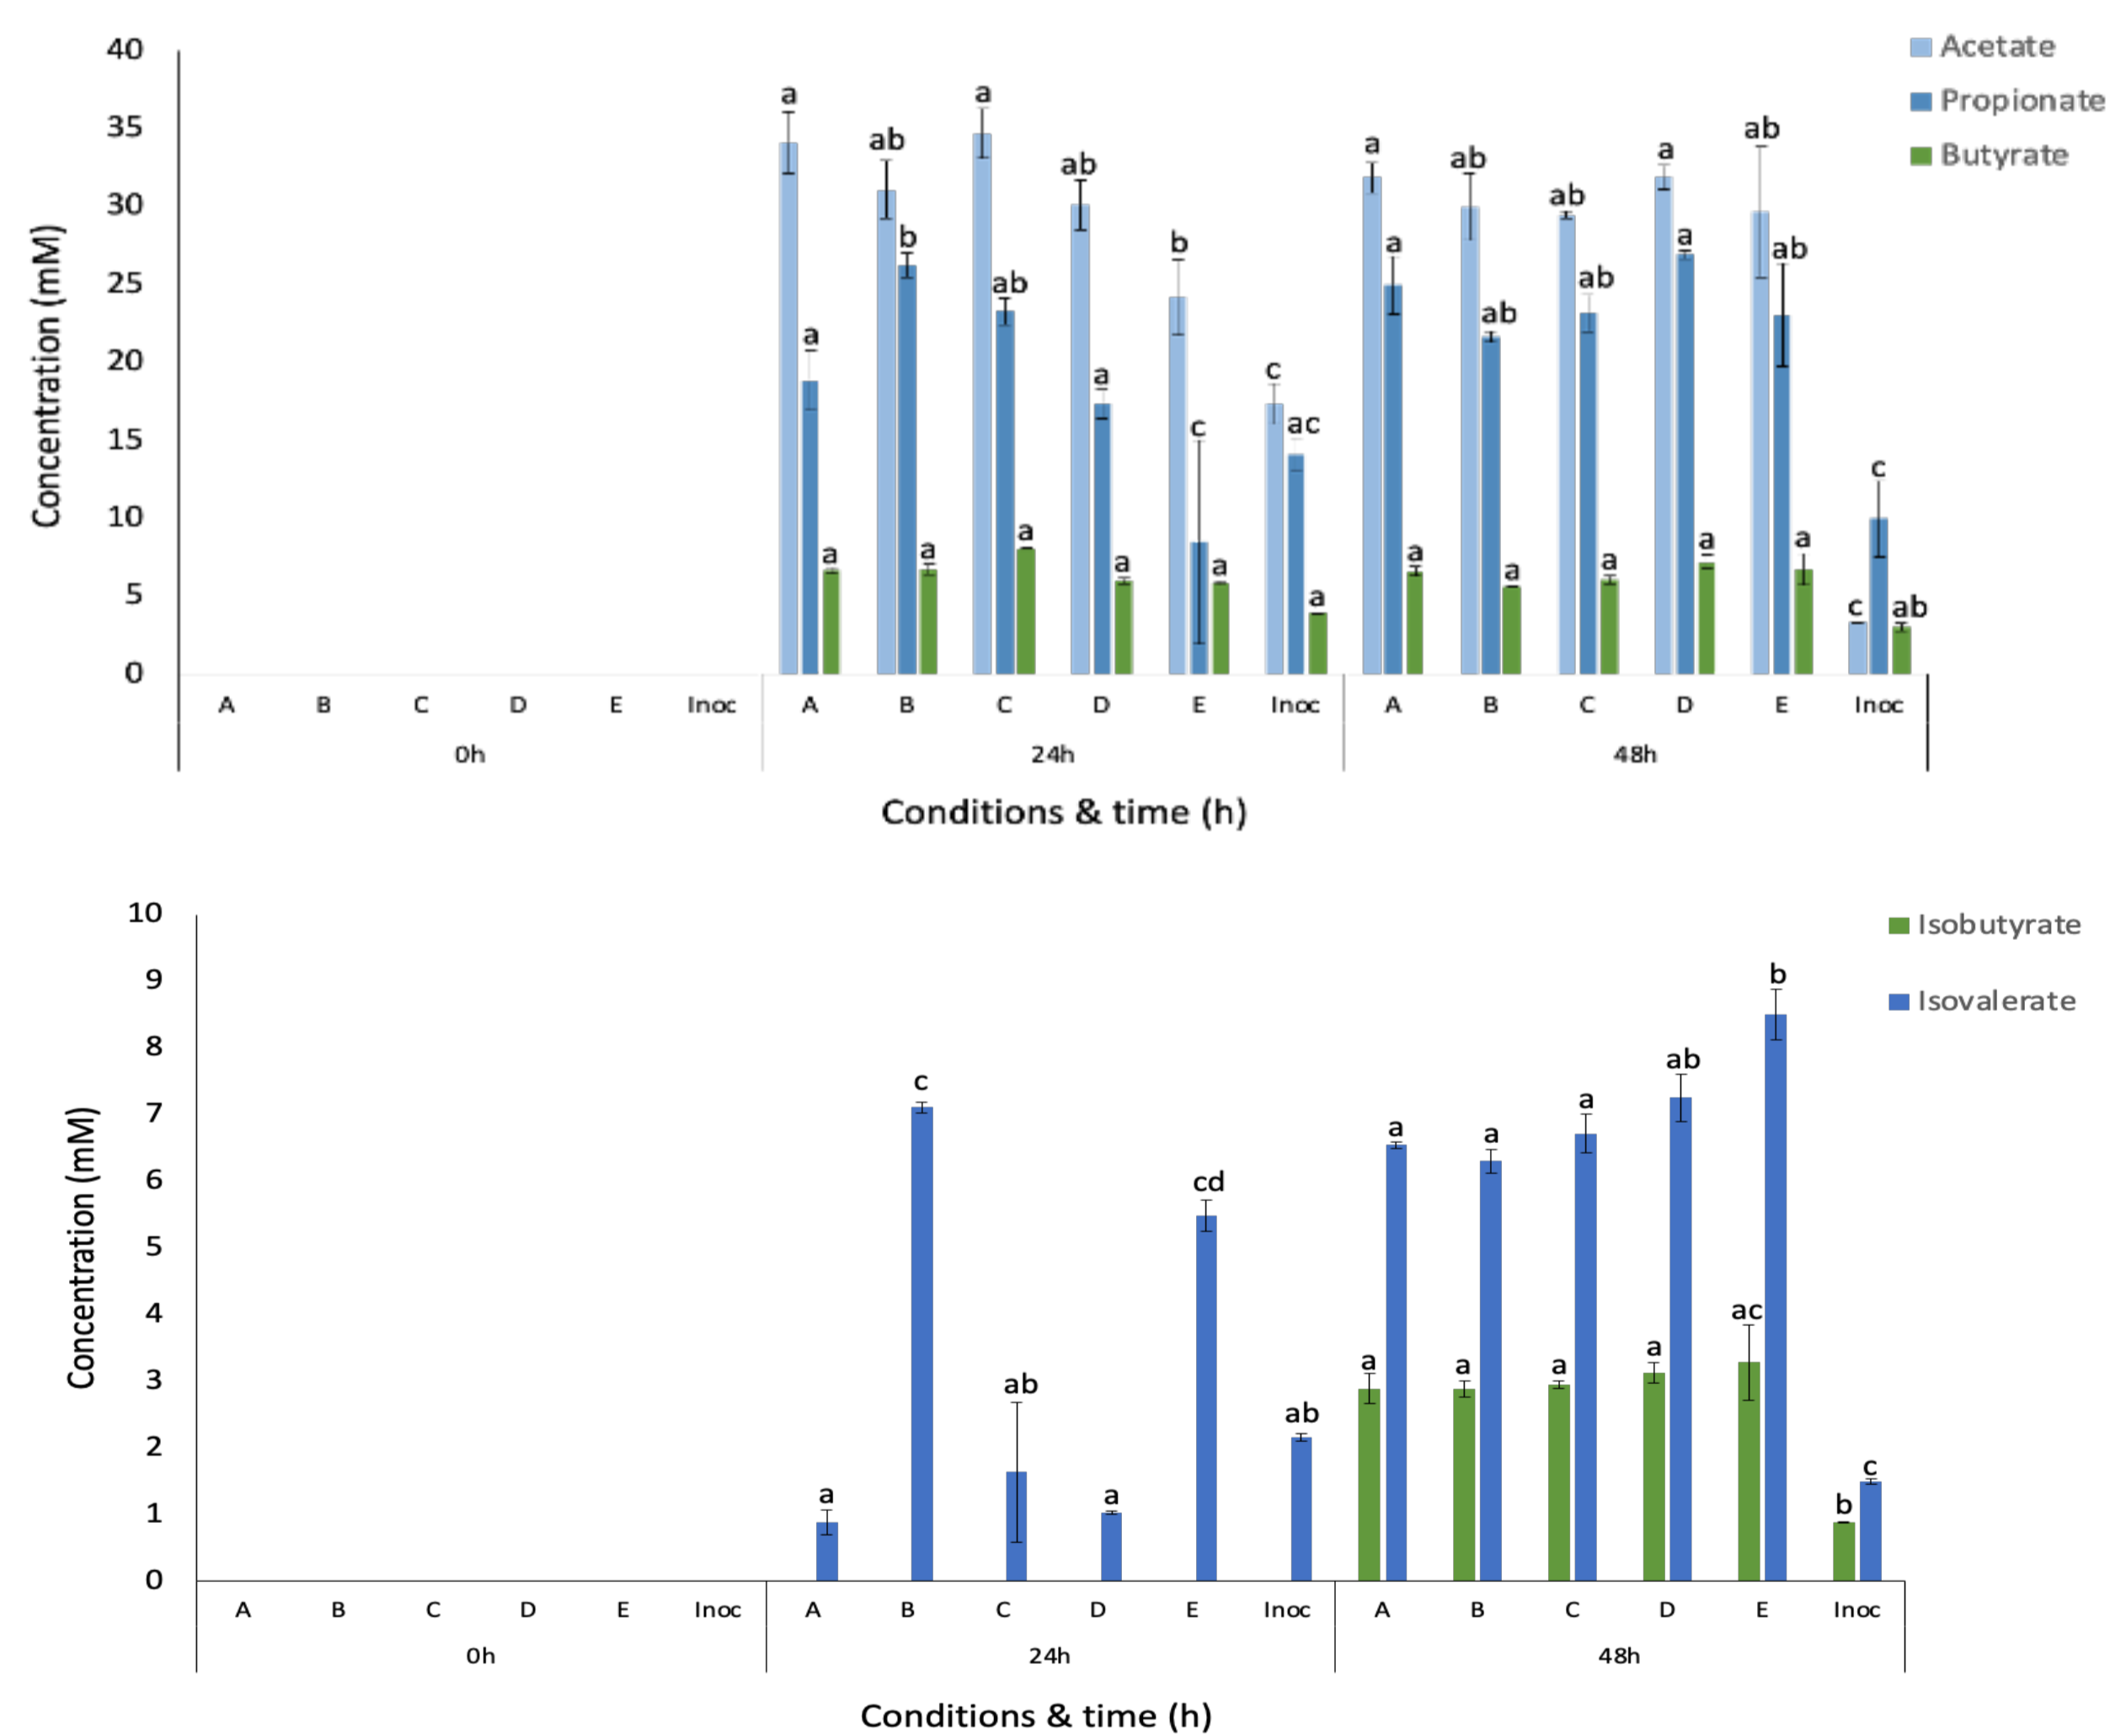 40
35
30
25
20
15
10
5
0
Concentration (mM)
Acetate
Propionate
Butyrate
a a
ab ab b a ab a c a a a a a a b c a c ac a
a a a ab ab a ab ab a a a a ab ab a c c ab
A B C D E Inoc A B C D E Inoc A B C D E Inoc
0h 24h 48h
Conditions & time (h)
10
9
8
7
6
5
4
3
2
1
0
Concentration (mM)
Isobutyrate
Isovalerate
a c ab a cd ab
a a a a a a a ab ac b b c
A B C D E Inoc A B C D E Inoc A B C D E Inoc
0h 24h 48h
Conditions & time (h)